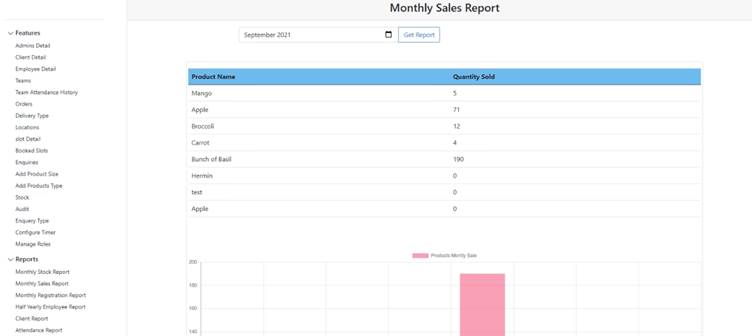 Monthly Sales Report
September 2021
Get Report
Features
Admins Detail
Client Detail
Employee Detail
Teams
Team Attendance History
Orders
Delivery Type
Locations
slot Detail
Booked Slots
Enquiries
Add Product Size
Add Products Type
Stock
Audit
Enquery Type
Configure Timer
Manage Roles
Reports
Monthly Stock Report
Monthly Sales Report
Monthly Registration Report
Half Yearly Employee Report
Client Report
Attendance Report
Product Name Quantity Sold
Mango 5
Apple 71
Broccoli 12
Carrot 4
Bunch of Basil 190
Hermin 0
test 0
Apple 0
Products Montly Sale
200
180
160
140